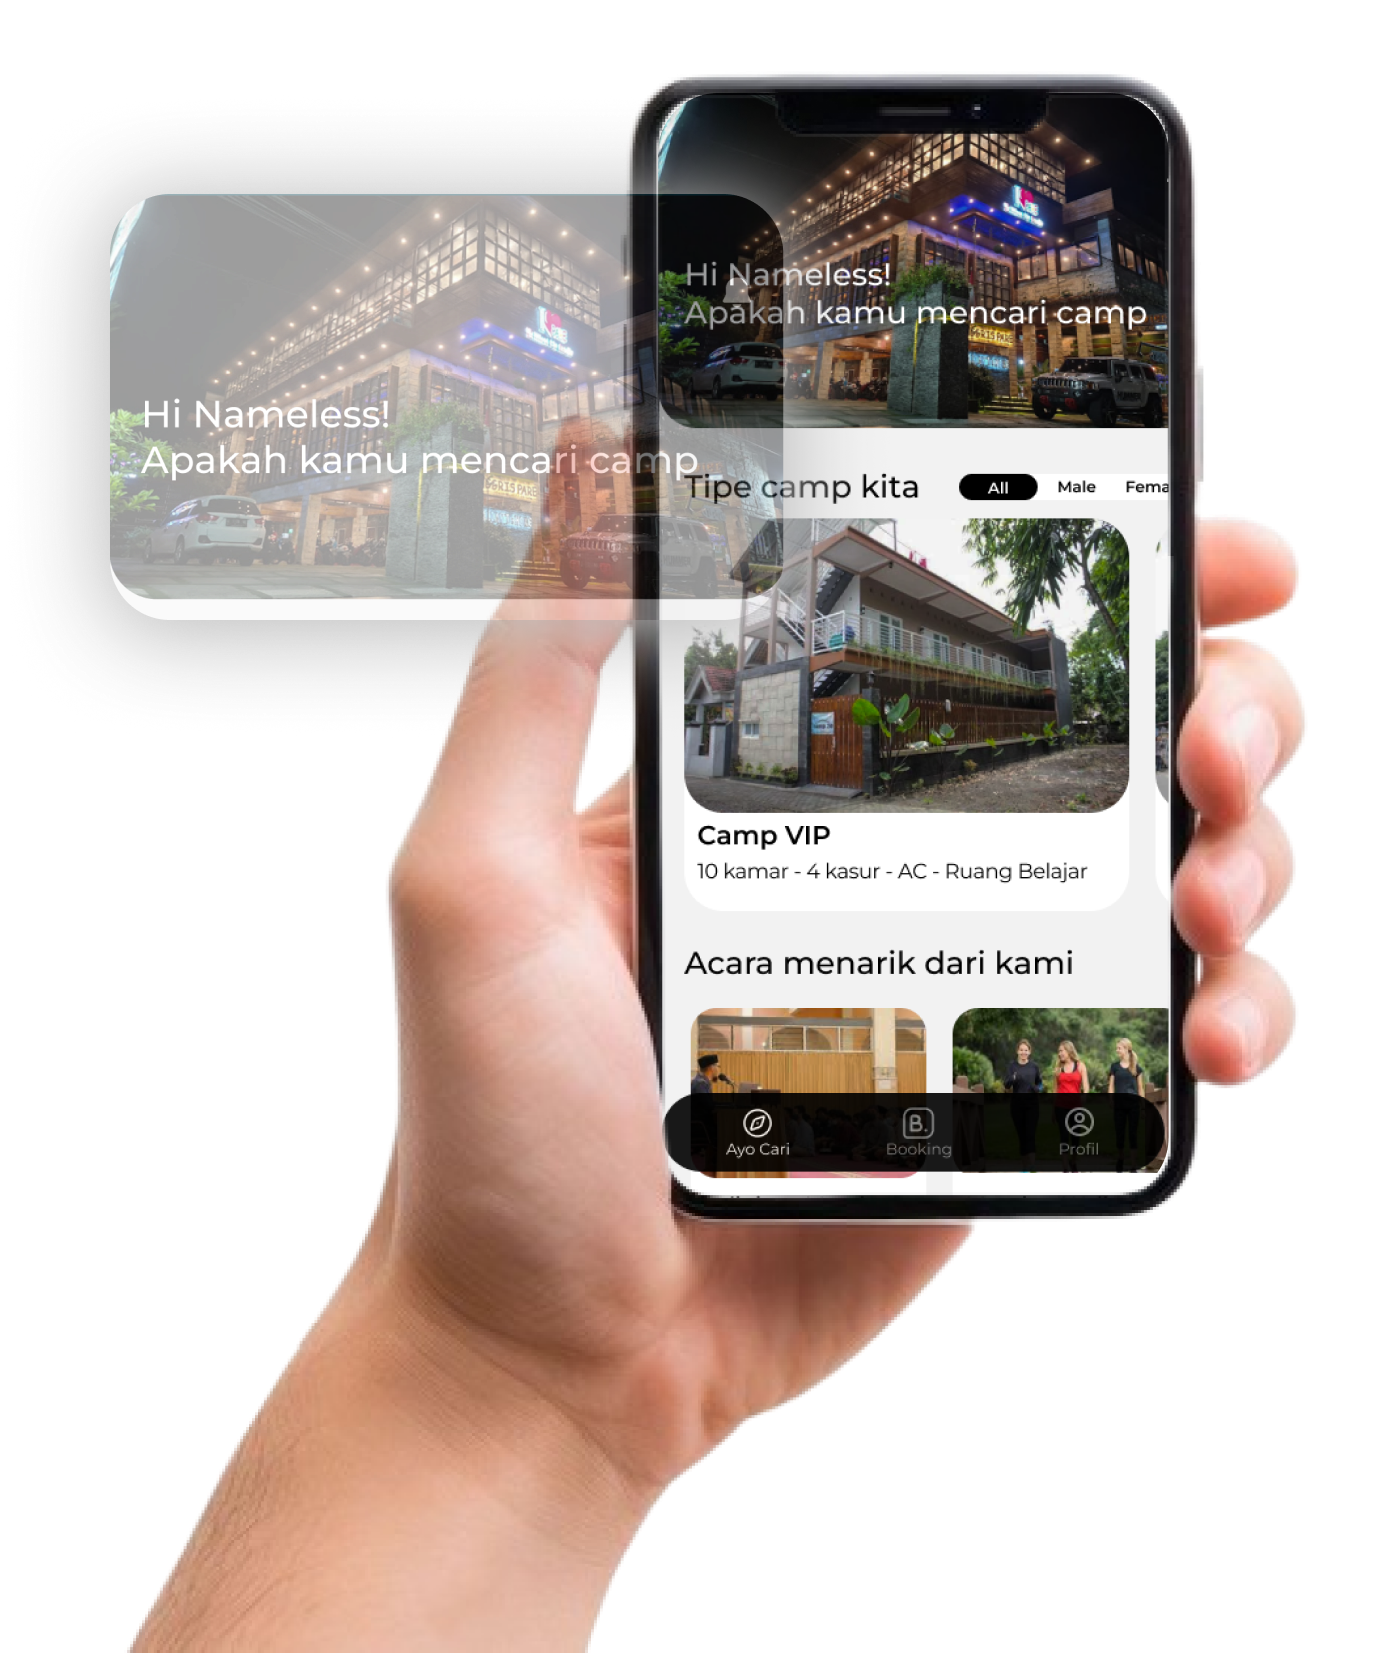 Hi Nameless!
Apakah kamu mencari camp
Hi Nameless!
Apakah kamu mencari camp
Tipe camp kita
All Male Fema
Camp VIP
10 kamar - 4 kasur - AC - Ruang Belajar
Acara menarik dari kami
B.
Ayo Cari Booking Profil